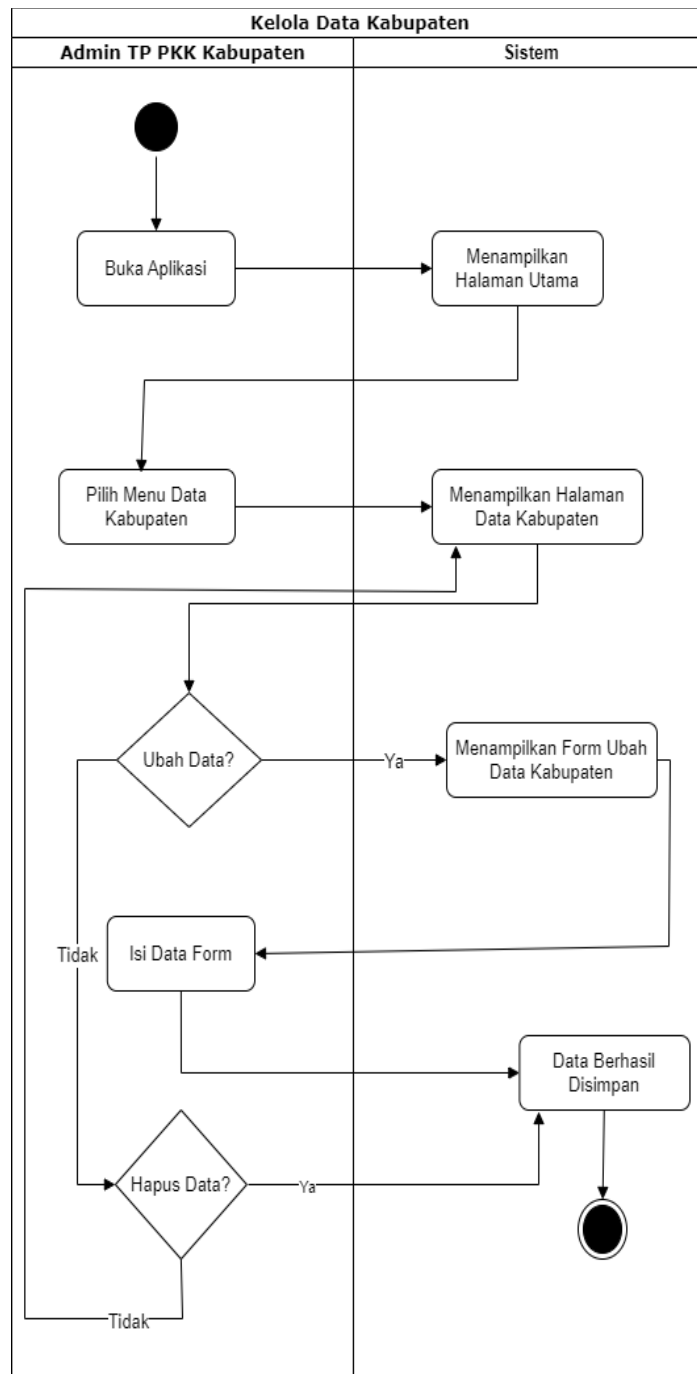 Kelola Data Kabupaten
Admin TP PKK Kabupaten
Sistem
Buka Aplikasi
Menampilkan
Halaman Utama
Pilih Menu Data
Kabupaten
Menampilkan Halaman
Data Kabupaten
Ubah Data?
Ya
Menampilkan Form Ubah
Data Kabupaten
Tidak
Isi Data Form
Data Berhasil
Disimpan
Hapus Data?
Ya
Tidak